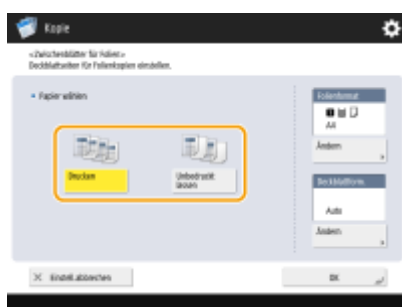 Kopie
<Zwischenblätter für Folien>
Deckblattseiten für Folienkopien einstellen.
Papier wählen
Folienformat
A4
Ändern
Drucken
Unbedruckt
lassen
Deckblattform.
Auto
Ändern
Einstell. abbrechen
OK